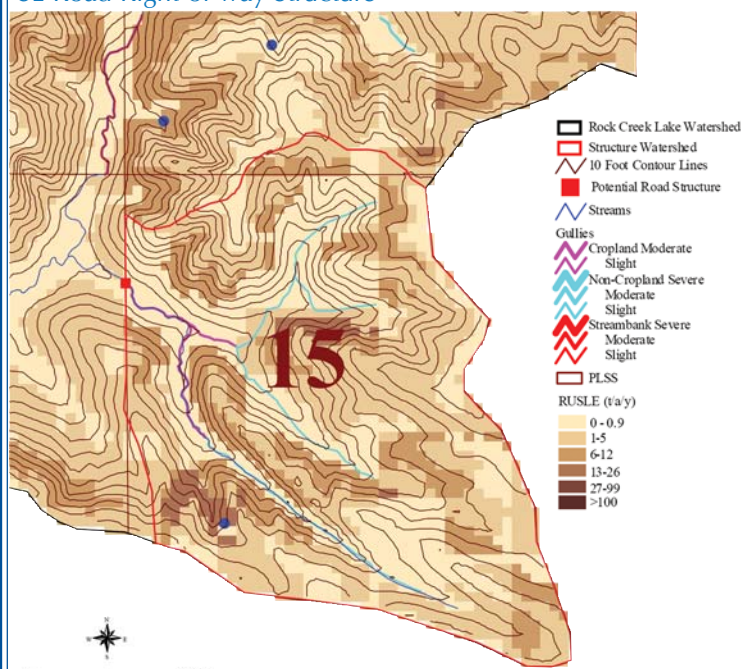 Rock Creek Lake Watershed
Structure Watershed
10 Foot Contour Lines
Potential Road Structure
Streams
Gullies
Cropland Moderate
Slight
Non-Cropland Severe
Moderate
Slight
Streambank Severe
Moderate
Slight
PLSS
RUSLE (t/a/y)
0 - 0.9
1-5
6-12
13-26
27-99
>100
15
N